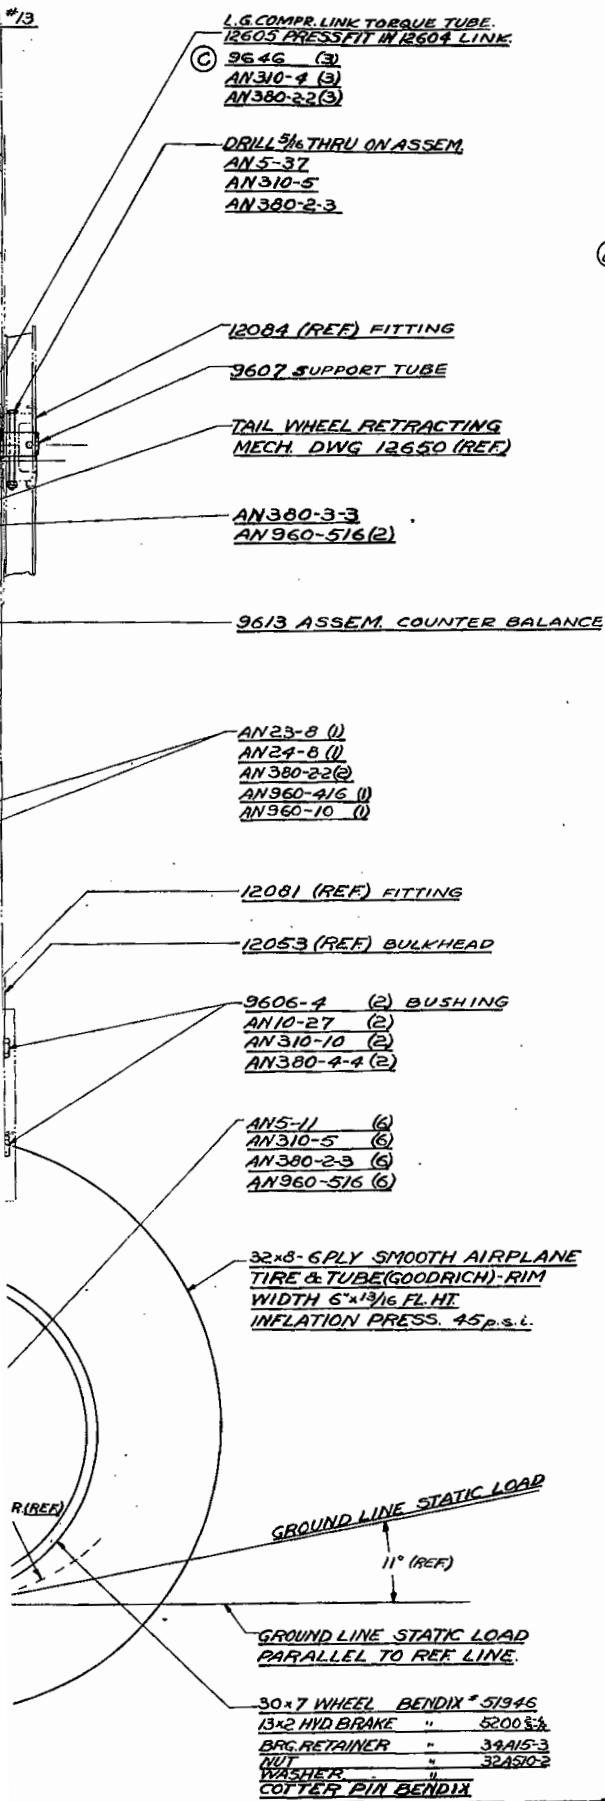 #13
L.G. COMPR. LINK TORQUE TUBE.
12605 PRESS FIT IN 12604 LINK.
C 9646 (3)
AN310-4 (3)
AN380-2-2 (3)
DRILL 5/16 THRU ON ASSEM.
AN5-37
AN310-5
AN380-2-3
12084 (REF.) FITTING
9607 SUPPORT TUBE
TAIL WHEEL RETRACTING
MECH. DWG 12650 (REF.)
AN380-3-3
AN960-516 (2)
9613 ASSEM. COUNTER BALANCE
AN23-8 (1)
AN24-8 (1)
AN380-2-2 (2)
AN960-416 (1)
AN960-10 (1)
12081 (REF.) FITTING
12053 (REF.) BULKHEAD
9606-4 (2) BUSHING
AN10-27 (2)
AN310-10 (2)
AN380-4-4 (2)
AN5-11 (6)
AN310-5 (6)
AN380-2-3 (6)
AN960-516 (6)
32x8-6 PLY SMOOTH AIRPLANE
TIRE & TUBE (GOODRICH)-RIM
WIDTH 6"x13/16 FL. HT.
INFLATION PRESS. 45 p.s.i.
R.(REF.)
GROUND LINE STATIC LOAD
11° (REF.)
GROUND LINE STATIC LOAD
PARALLEL TO REF. LINE.
30x7 WHEEL BENDIX #51946
13x2 HYD BRAKE " 5200
BRG. RETAINER " 34A15-3
NUT " 32A510-2
WASHER "
COTTER PIN BENDIX